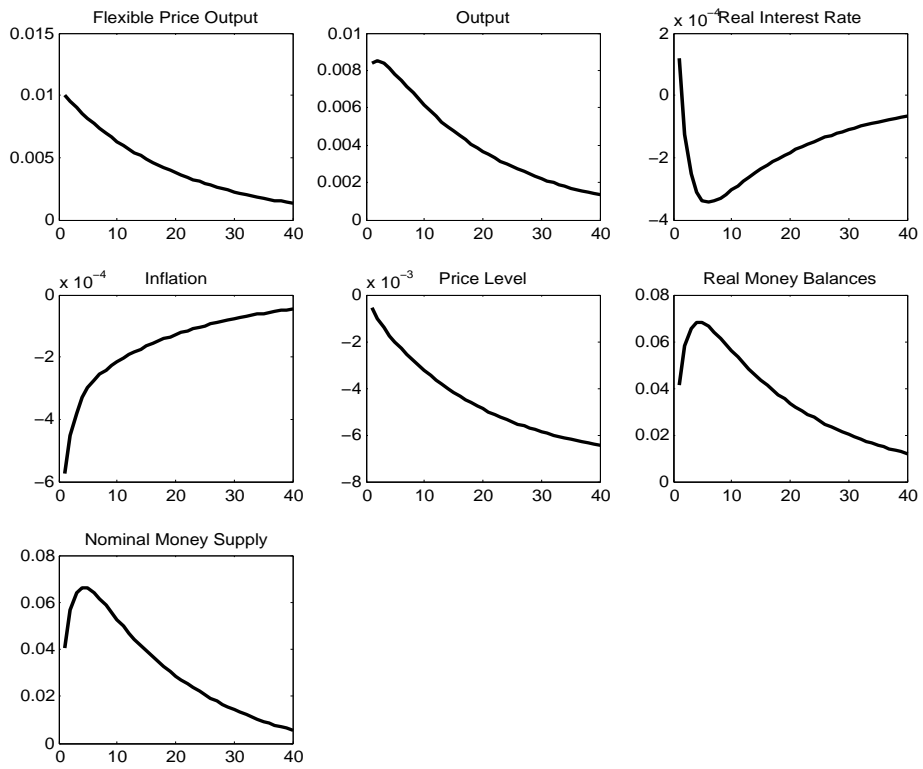 Flexible Price Output
0.015
0.01
0.005
0
0 10 20 30 40
Output
0.01
0.008
0.006
0.004
0.002
0
0 10 20 30 40
x 10^-4 Real Interest Rate
2
0
−2
−4
0 10 20 30 40
Inflation
x 10^-4
0
−2
−4
−6
0 10 20 30 40
Price Level
x 10^-3
0
−2
−4
−6
−8
0 10 20 30 40
Real Money Balances
0.08
0.06
0.04
0.02
0
0 10 20 30 40
Nominal Money Supply
0.08
0.06
0.04
0.02
0
0 10 20 30 40